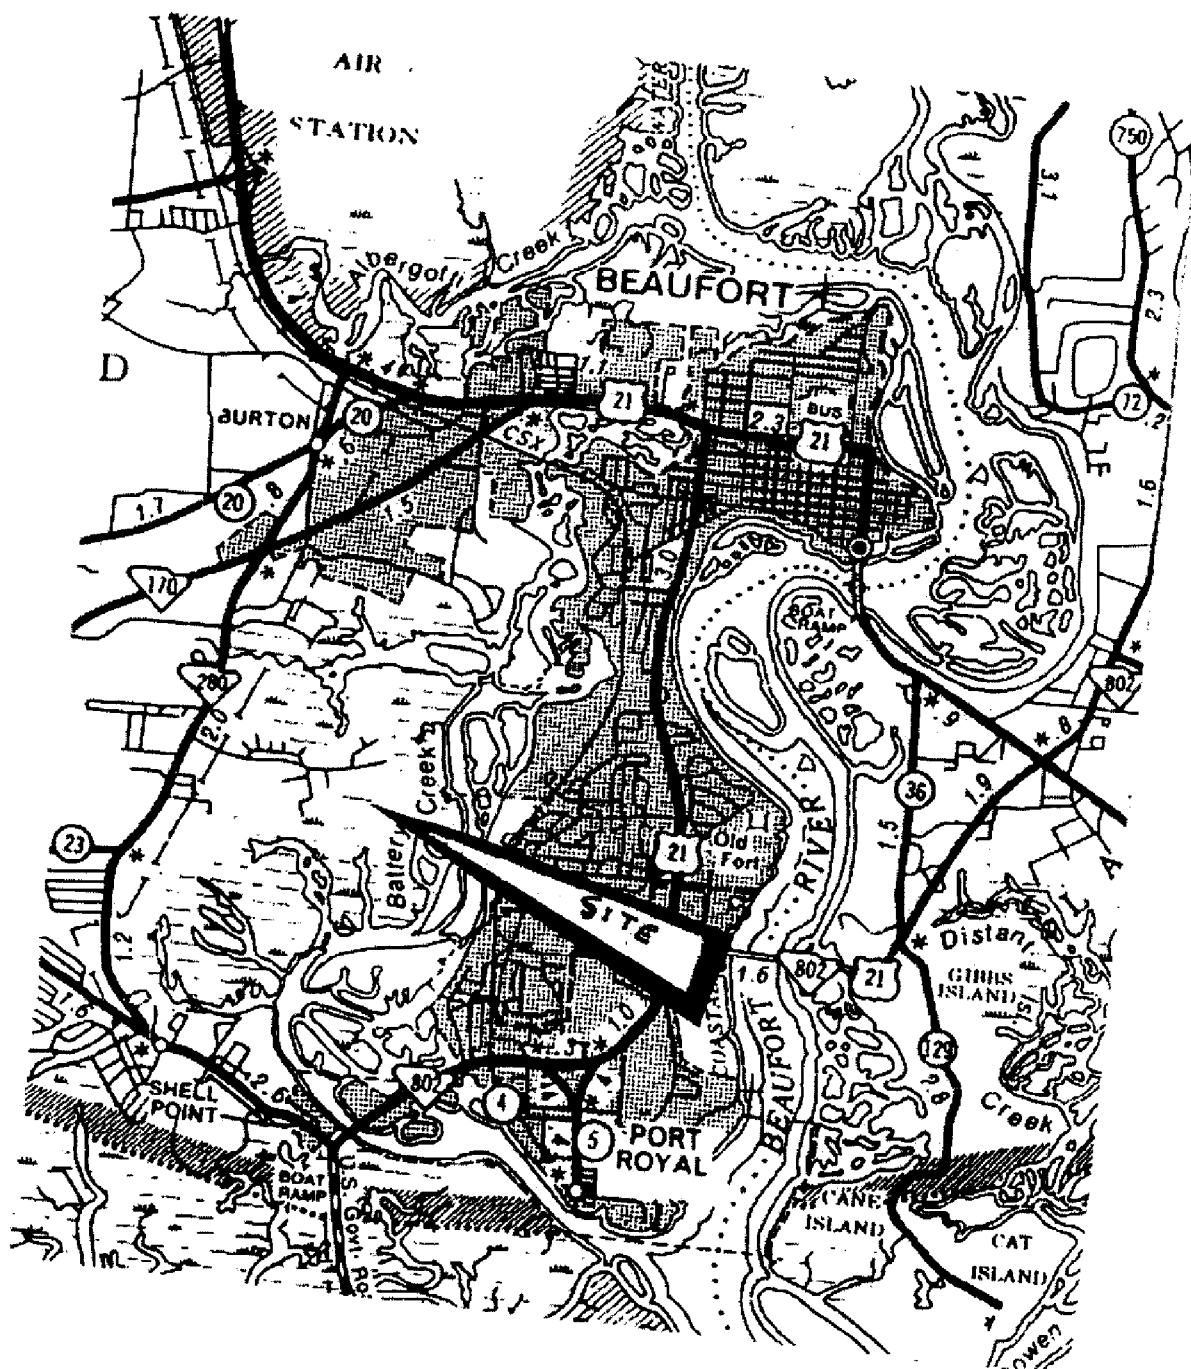 AIR
STATION
750
3.1
2.3
Creek
BEAUFORT
D
21
BUS
2.3
21
72
.2
BURTON
20
CSX
1.6
20
.8
1.5
1.7
3.0
170
BOAT
RAMP
280
802
.9
.8
2.0
Creek
36
1.9
1.5
23
21
Old
Fort
RIVER
A
Battery
SITE
1.2
Distant
GIBBS
ISLAND
1.6
802
21
1.6
1.0
.3
129
SHELL
POINT
2.6
802
4
BEAUFORT
Creek
5
PORT
ROYAL
BOAT
RAMP
U S Govt
CANE
ISLAND
CAT
ISLAND